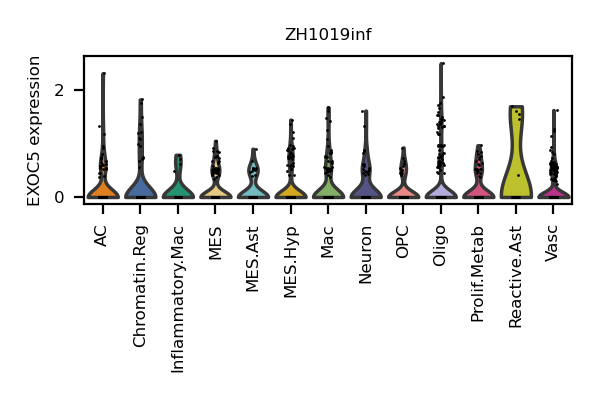 ZH1019inf
EXOC5 expression
2
0
AC
Chromatin.Reg
Inflammatory.Mac
MES
MES.Ast
MES.Hyp
Mac
Neuron
OPC
Oligo
Prolif.Metab
Reactive.Ast
Vasc